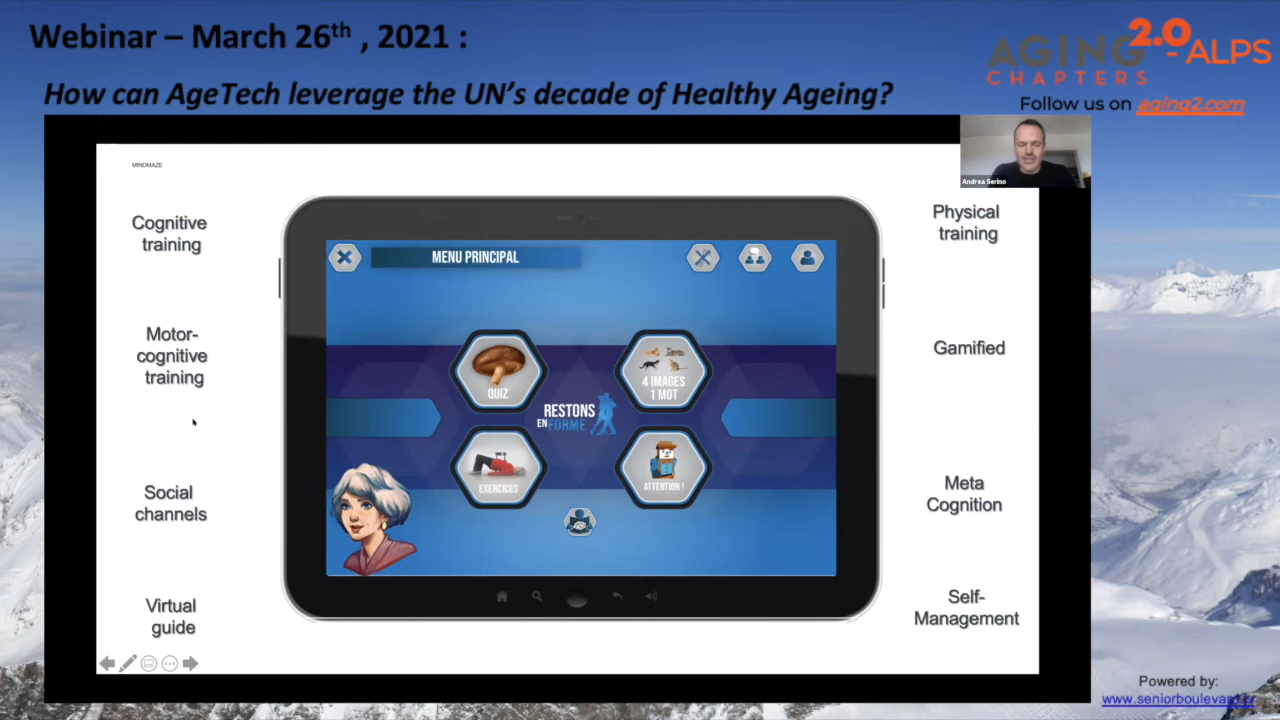 Webinar – March 26th , 2021 :
How can AgeTech leverage the UN's decade of Healthy Ageing?
AGING 2.0 - ALPS
CHAPTERS
Follow us on aging2.com
Andrea Serino
MINDMAZE
Cognitive
training
Motor-
cognitive
training
Social
channels
Virtual
guide
MENU PRINCIPAL
QUIZ
4 IMAGES
1 MOT
RESTONS
EN FORME
EXERCICES
ATTENTION !
Physical
training
Gamified
Meta
Cognition
Self-
Management
Powered by: